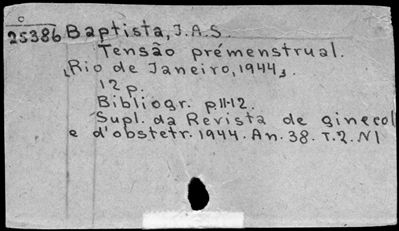 O
25386 Baptista, J.A.S.
Tensão prémenstrual.
[Rio de Janeiro, 1944].
12 p.
Bibliogr. p.11-12.
Supl. da Revista de ginecol
e d'obstetr. 1944. An. 38. T.2. N1